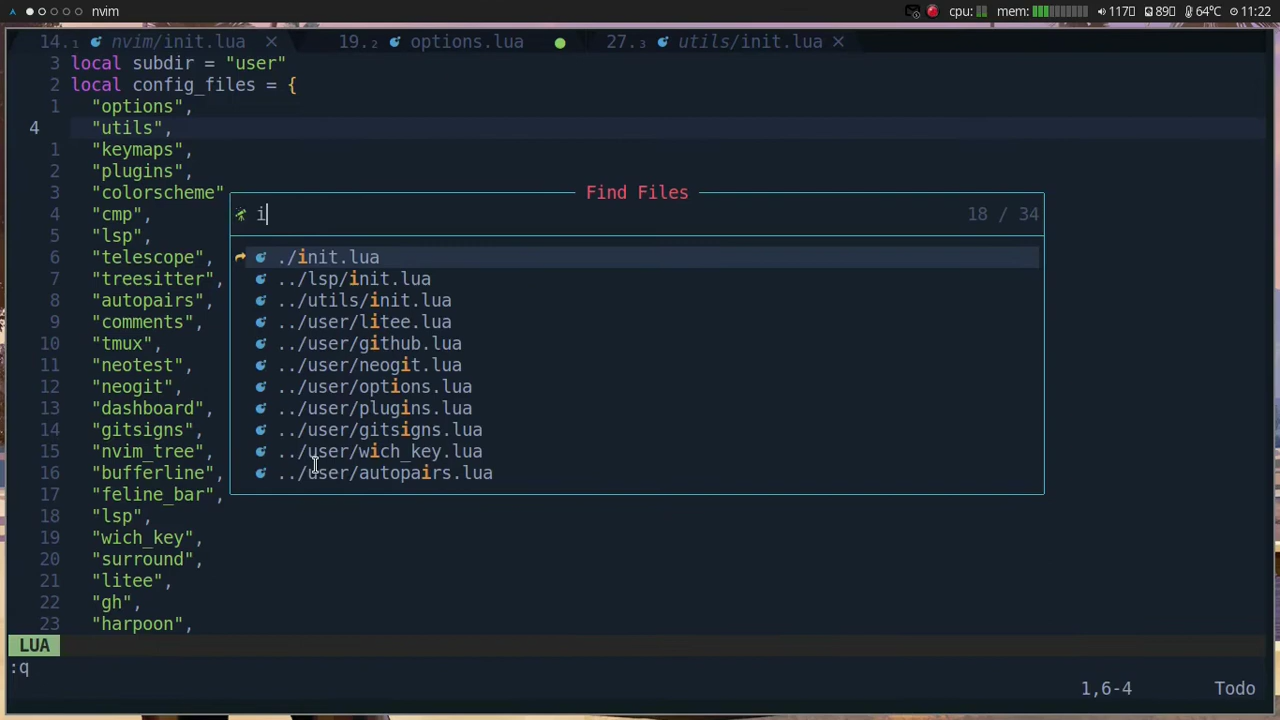 nvim
cpu: mem: 117 89 64°C 11:22
14.1 nvim/init.lua 19.2 options.lua 27.3 utils/init.lua
3 local subdir = "user"
2 local config_files = {
1 "options",
4 "utils",
1 "keymaps",
2 "plugins",
3 "colorscheme"
4 "cmp",
5 "lsp",
6 "telescope",
7 "treesitter",
8 "autopairs",
9 "comments",
10 "tmux",
11 "neotest",
12 "neogit",
13 "dashboard",
14 "gitsigns",
15 "nvim_tree",
16 "bufferline",
17 "feline_bar",
18 "lsp",
19 "wich_key",
20 "surround",
21 "litee",
22 "gh",
23 "harpoon",
Find Files
i 18 / 34
./init.lua
../lsp/init.lua
../utils/init.lua
../user/litee.lua
../user/github.lua
../user/neogit.lua
../user/options.lua
../user/plugins.lua
../user/gitsigns.lua
../user/wich_key.lua
../user/autopairs.lua
LUA
:q
1,6-4 Todo